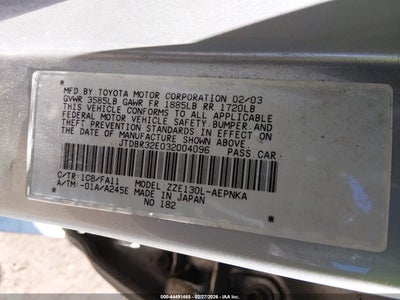 MFD BY TOYOTA MOTOR CORPORATION 02/03
GVWR 3585LB GAWR FR 1885LB RR 1720LB
THIS VEHICLE CONFORMS TO ALL APPLICABLE
FEDERAL MOTOR VEHICLE SAFETY,BUMPER,AND
THEFT PREVENTION STANDARDS IN EFFECT ON
THE DATE OF MANUFACTURE SHOWN ABOVE.
JTDBR32E032004096 PASS CAR
C/TR:1C8/FA11 MODEL:ZZE130L-AEPNKA
A/TM:-01A/A245E MADE IN JAPAN
NO 182
000-44491465 - 02/27/2026 - IAAI